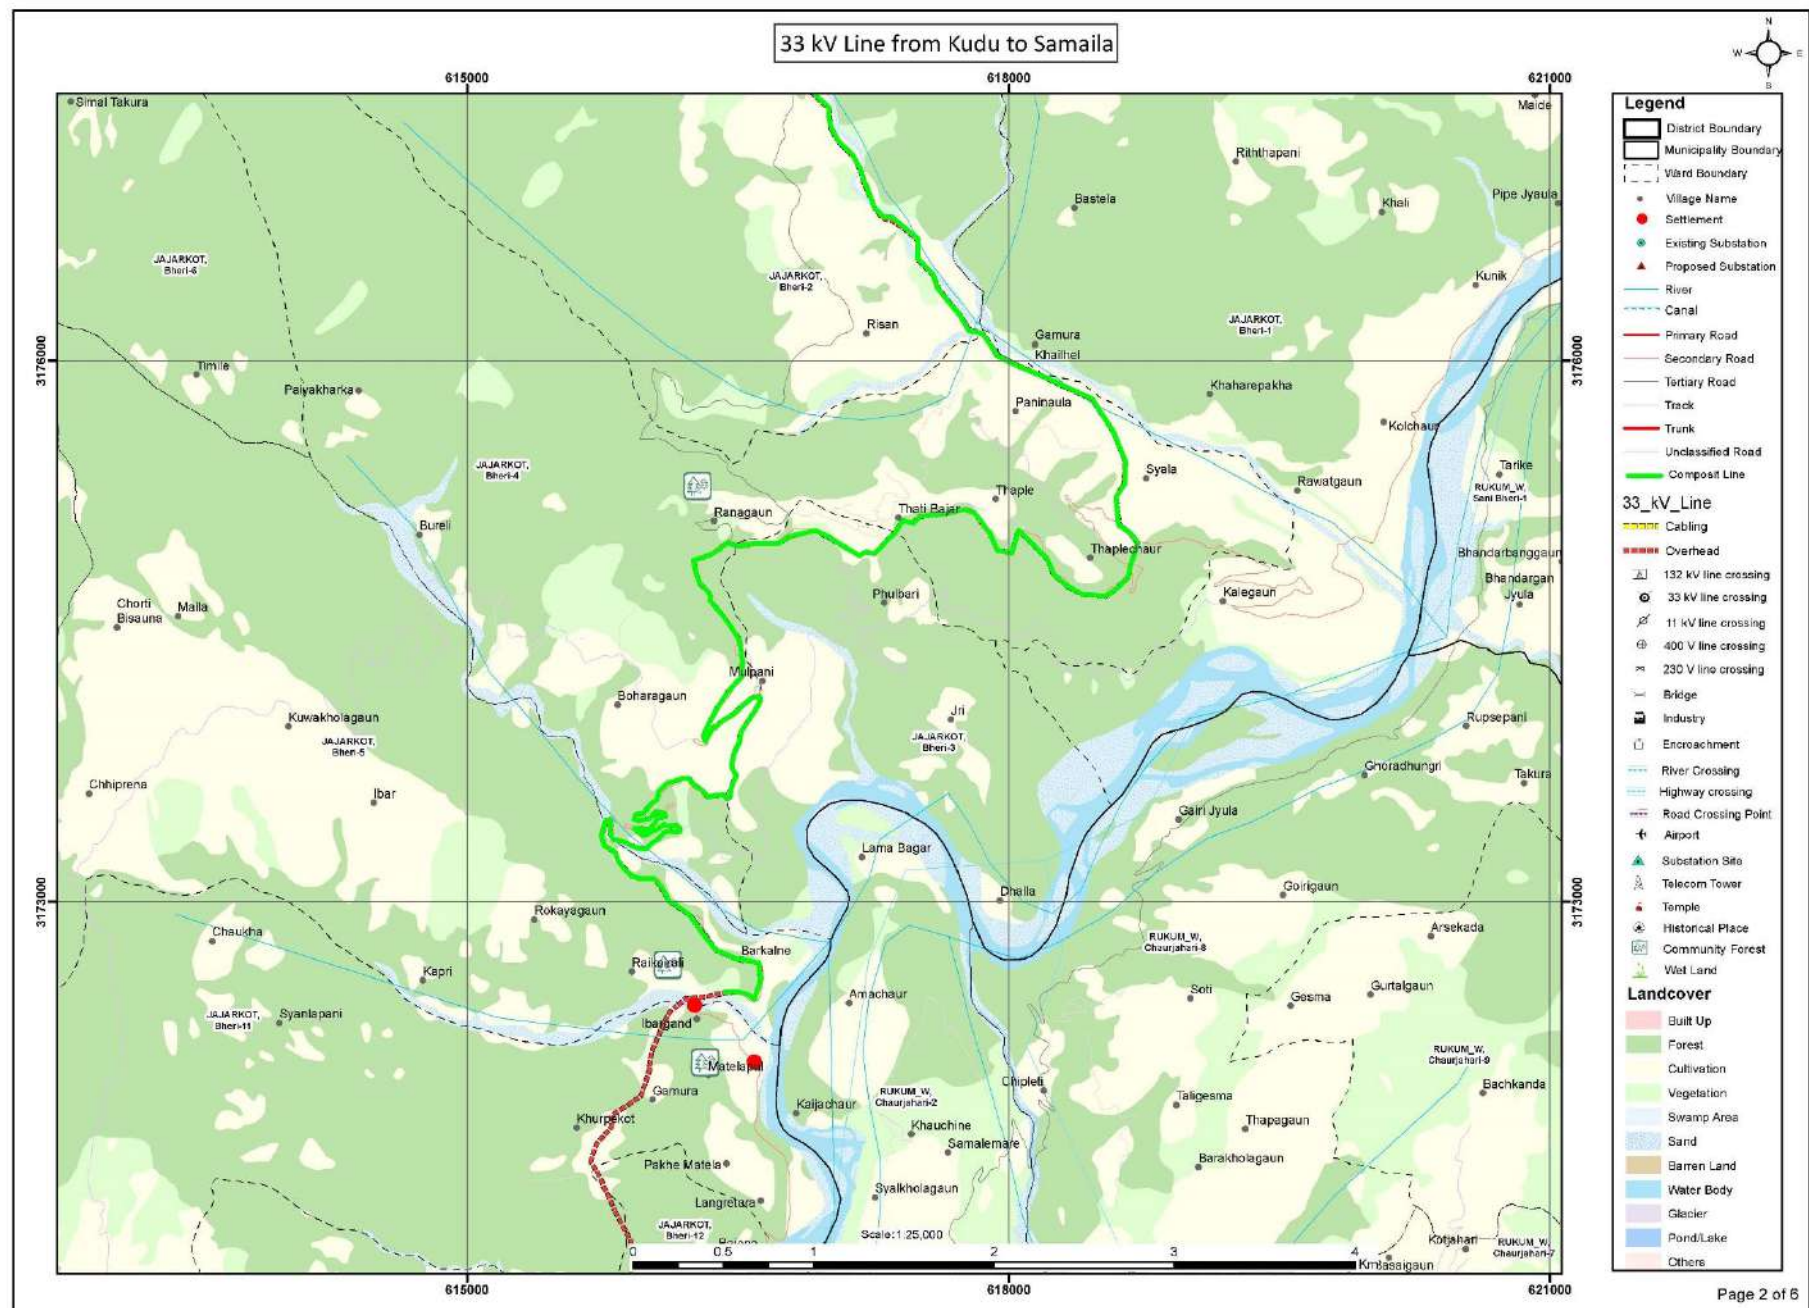 33 kV Line from Kudu to Samaila
N
W
E
S
615000
618000
621000
Simal Takura
Maide
Riththapani
Bastela
Khali
Pipe Jyaula
JAJARKOT,
Bheri-6
JAJARKOT,
Bheri-2
Kunik
Risan
Gamura
JAJARKOT,
Bheri-1
Khailhel
3176000
3176000
Timile
Paiyakharka
Khaharepakha
Paninaula
Kolchaur
JAJARKOT,
Bheri-4
Syala
Rawatgaun
Tarike
RUKUM_W,
Sani Bheri-1
Thaple
Ranagaun
Thati Bajar
Bureli
Thaplechaur
Bhandarbanggaun
Bhandargan
Jyula
Chorti
Bisauna
Maila
Phulbari
Kalegaun
Mulpani
Boharagaun
Jri
Kuwakholagaun
JAJARKOT,
Bheri-5
JAJARKOT,
Bheri-3
Rupsepani
Chhiprena
Ibar
Ghoradhungri
Takura
Gairi Jyula
Lama Bagar
Dhalla
Goirigaun
3173000
3173000
Rokayagaun
Chaukha
Barkaine
RUKUM_W,
Chaurjahari-8
Arsekada
Kapri
Amachaur
Soti
Gesma
Gurtalgaun
JAJARKOT,
Bheri-11
Syanlapani
Ibargand
Matelapul
RUKUM_W,
Chaurjahari-9
Gamura
Chipleti
Bachkanda
RUKUM_W,
Chaurjahari-2
Taligesma
Kaijachaur
Khurpekot
Khauchine
Thapagaun
Samalemare
Pakhe Matela
Barakholagaun
Langretara
Syalkholagaun
JAJARKOT,
Bheri-12
Scale:1:25,000
Kotjahari
RUKUM_W,
Chaurjahari-7
0
0.5
1
2
3
4
Km
615000
618000
621000
Legend
District Boundary
Municipality Boundary
Ward Boundary
Village Name
Settlement
Existing Substation
Proposed Substation
River
Canal
Primary Road
Secondary Road
Tertiary Road
Track
Trunk
Unclassified Road
Composit Line
33_kV_Line
Cabling
Overhead
132 kV line crossing
33 kV line crossing
11 kV line crossing
400 V line crossing
230 V line crossing
Bridge
Industry
Encroachment
River Crossing
Highway crossing
Road Crossing Point
Airport
Substation Site
Telecom Tower
Temple
Historical Place
Community Forest
Wet Land
Landcover
Built Up
Forest
Cultivation
Vegetation
Swamp Area
Sand
Barren Land
Water Body
Glacier
Pond/Lake
Others
Page 2 of 6